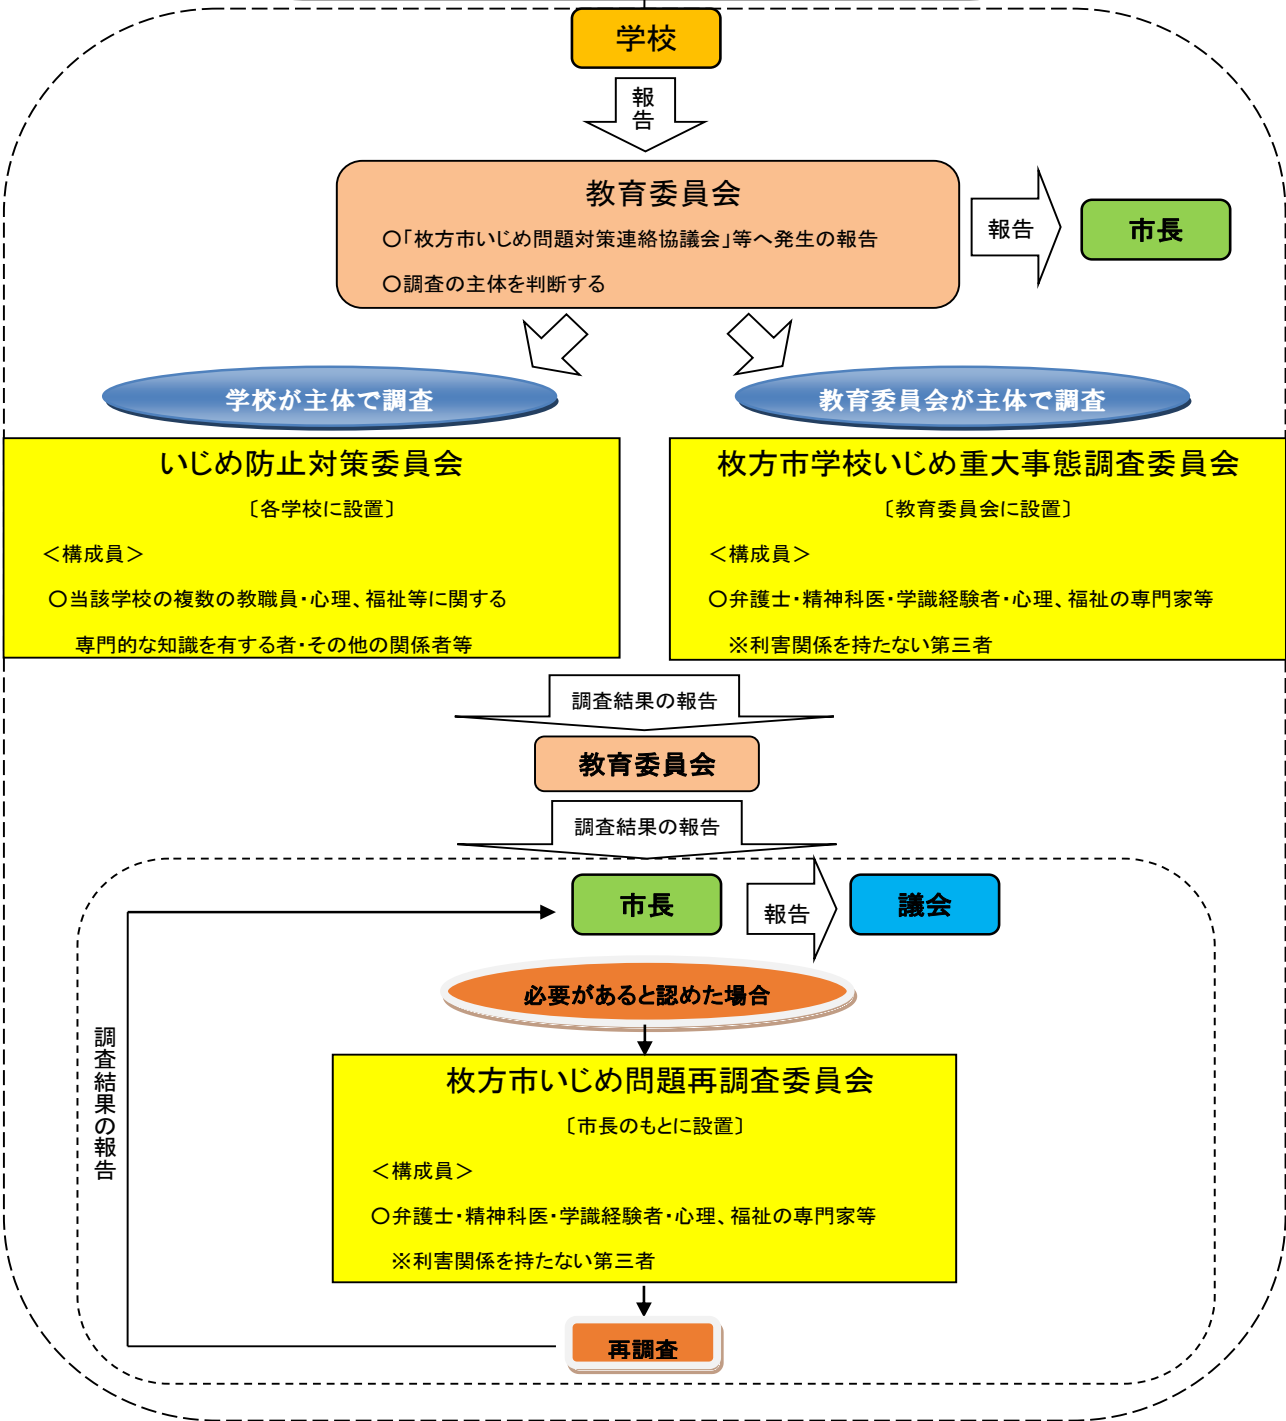 学校
報告
教育委員会
○「枚方市いじめ問題対策連絡協議会」等へ発生の報告
○調査の主体を判断する
報告
市長
学校が主体で調査
教育委員会が主体で調査
いじめ防止対策委員会
〔各学校に設置〕
＜構成員＞
○当該学校の複数の教職員・心理、福祉等に関する
専門的な知識を有する者・その他の関係者等
枚方市学校いじめ重大事態調査委員会
〔教育委員会に設置〕
＜構成員＞
○弁護士・精神科医・学識経験者・心理、福祉の専門家等
※利害関係を持たない第三者
調査結果の報告
教育委員会
調査結果の報告
市長
報告
議会
必要があると認めた場合
枚方市いじめ問題再調査委員会
〔市長のもとに設置〕
＜構成員＞
○弁護士・精神科医・学識経験者・心理、福祉の専門家等
※利害関係を持たない第三者
再調査
調査結果の報告